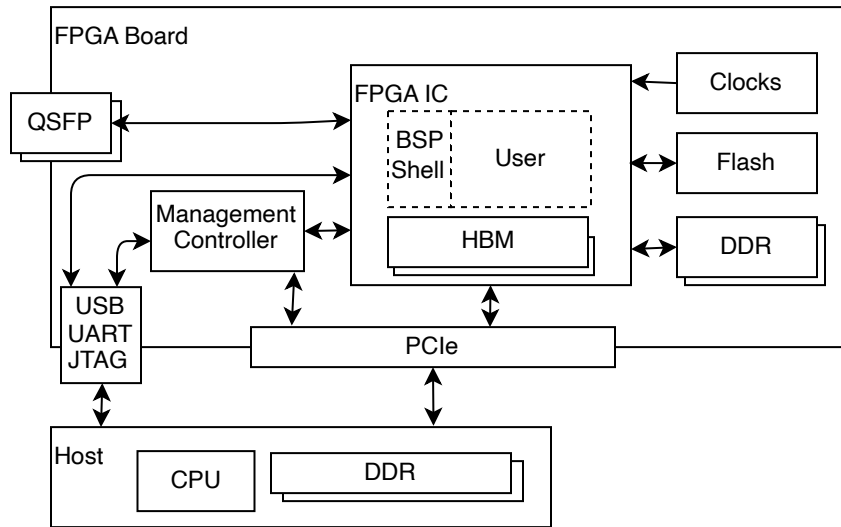 FPGA Board
QSFP
FPGA IC
BSP
Shell
User
HBM
Clocks
Flash
DDR
Management
Controller
USB
UART
JTAG
PCIe
Host
CPU
DDR